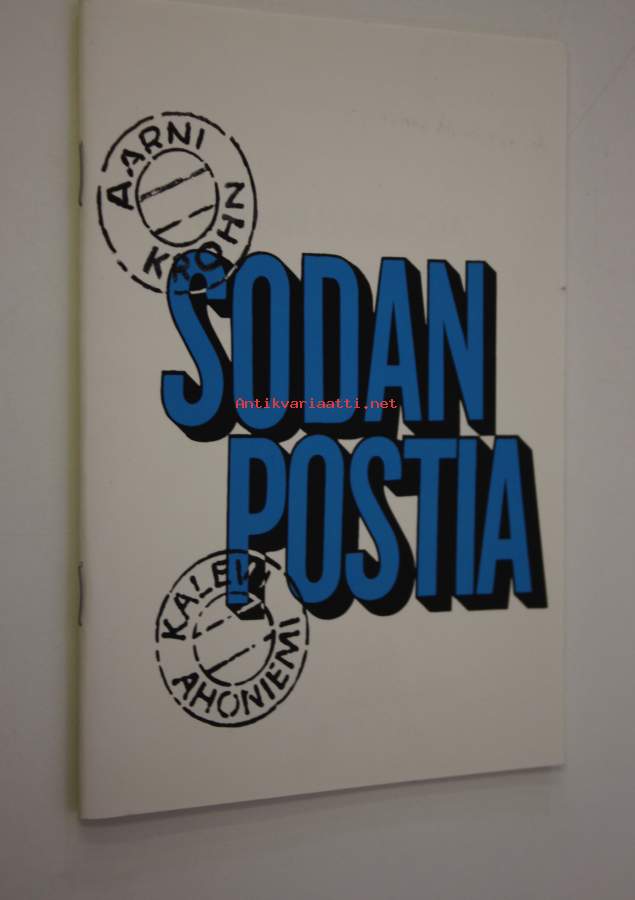 AARNI
KROHN
SODAN
Antikvariaatti.net
POSTIA
KALEVI
AHONIEMI